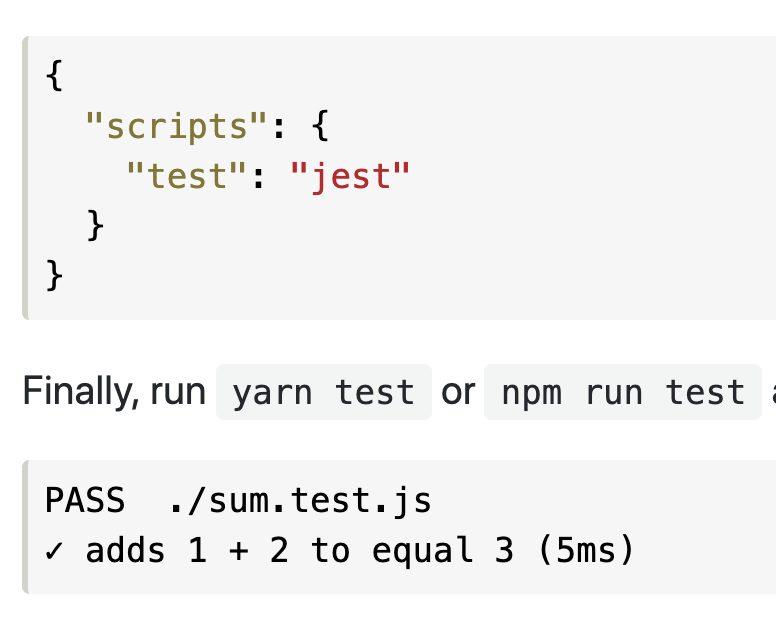 {
  "scripts": {
    "test": "jest"
  }
}
Finally, run yarn test or npm run test
PASS  ./sum.test.js
✓ adds 1 + 2 to equal 3 (5ms)